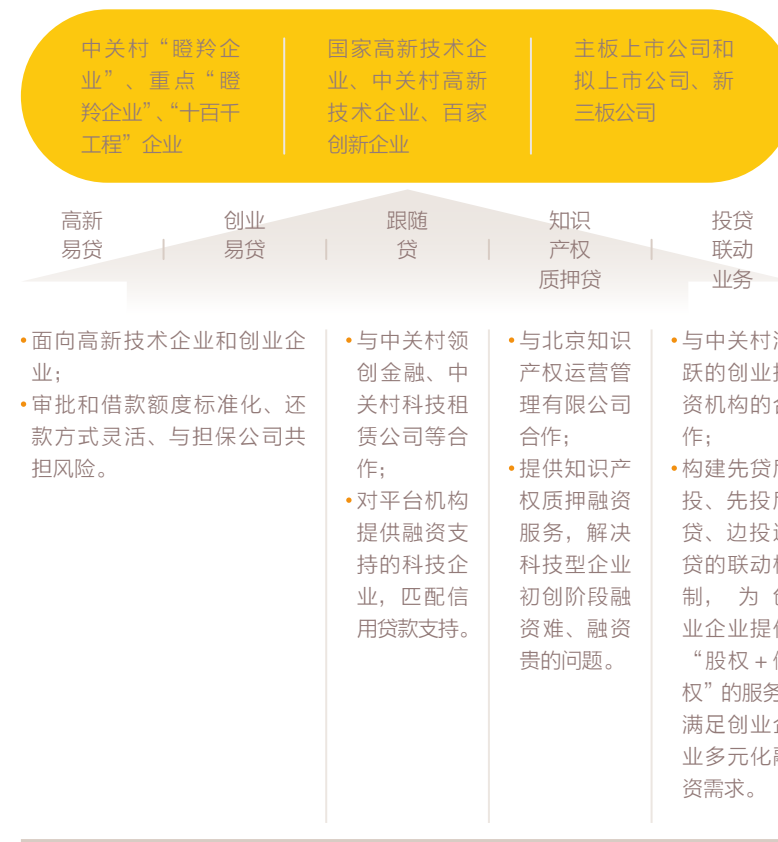 中关村“瞪羚企
业”、重点“瞪
羚企业”、“十百千
工程”企业
国家高新技术企
业、中关村高新
技术企业、百家
创新企业
主板上市公司和
拟上市公司、新
三板公司
高新
易贷
创业
易贷
跟随
贷
知识
产权
质押贷
投贷
联动
业务
•面向高新技术企业和创业企
业；
•审批和借款额度标准化、还
款方式灵活、与担保公司共
担风险。
•与中关村领
创金融、中
关村科技租
赁公司等合
作；
•对平台机构
提供融资支
持的科技企
业，匹配信
用贷款支持。
•与北京知识
产权运营管
理有限公司
合作；
•提供知识产
权质押融资
服务，解决
科技型企业
初创阶段融
资难、融资
贵的问题。
•与中关村
跃的创业
资机构的
作；
•构建先贷
投、先投
贷、边投
贷的联动
制，为
业企业提
“股权+
权”的服务
满足创业
业多元化
资需求。